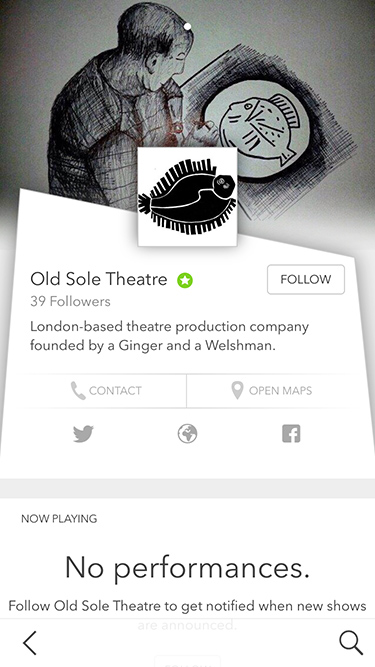 Old Sole Theatre
FOLLOW
39 Followers
London-based theatre production company
founded by a Ginger and a Welshman.
CONTACT
OPEN MAPS
NOW PLAYING
No performances.
Follow Old Sole Theatre to get notified when new shows
are announced.